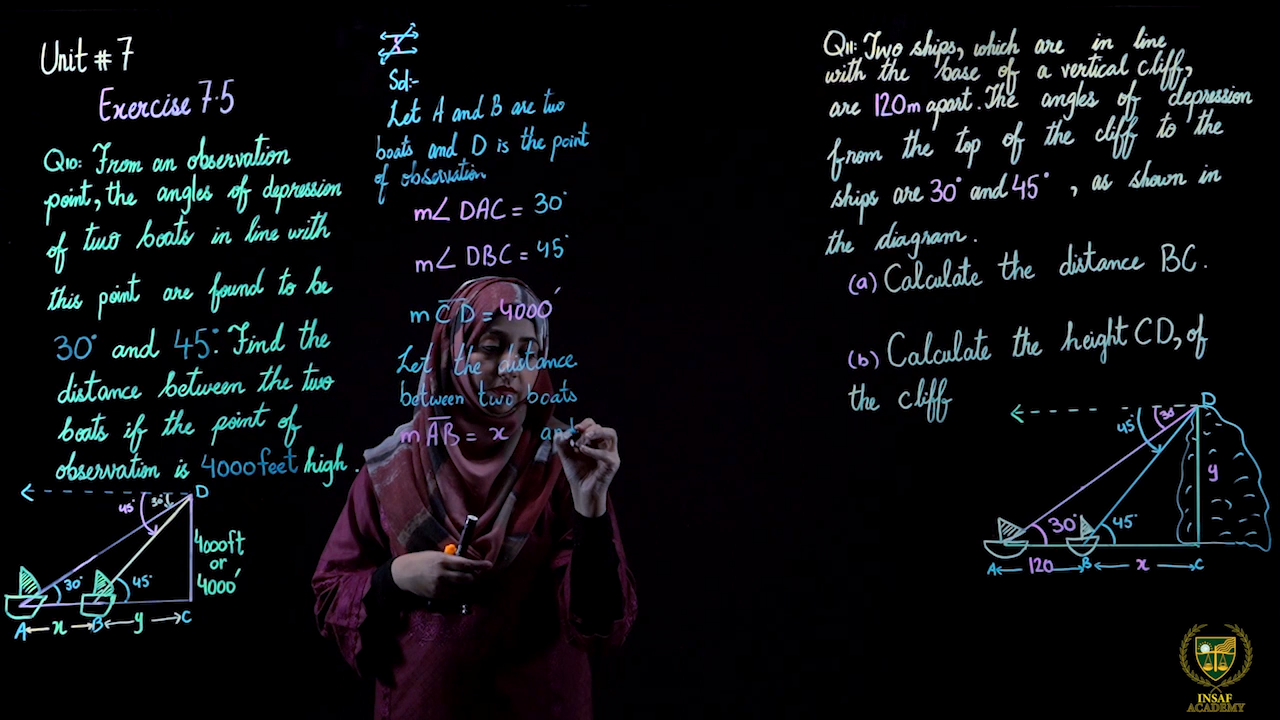 Unit # 7
Exercise 7.5
Q10: From an observation
point, the angles of depression
of two boats in line with
this point are found to be
30° and 45°. Find the
distance between the two
boats if the point of
observation is 4000 feet high.
45° 30° D
4000ft
or
4000'
30° 45°
A x B y C
X
Sol:-
Let A and B are two
boats and D is the point
of observation
m∠DAC = 30°
m∠DBC = 45°
mCD = 4000'
Let the distance
between two boats
mAB = x and
Q11: Two ships, which are in line
with the base of a vertical cliff,
are 120m apart. The angles of depression
from the top of the cliff to the
ships are 30° and 45°, as shown in
the diagram.
(a) Calculate the distance BC.
(b) Calculate the height CD, of
the cliff
45° 30° D
y
30° 45°
A 120 B x C
INSAF
ACADEMY